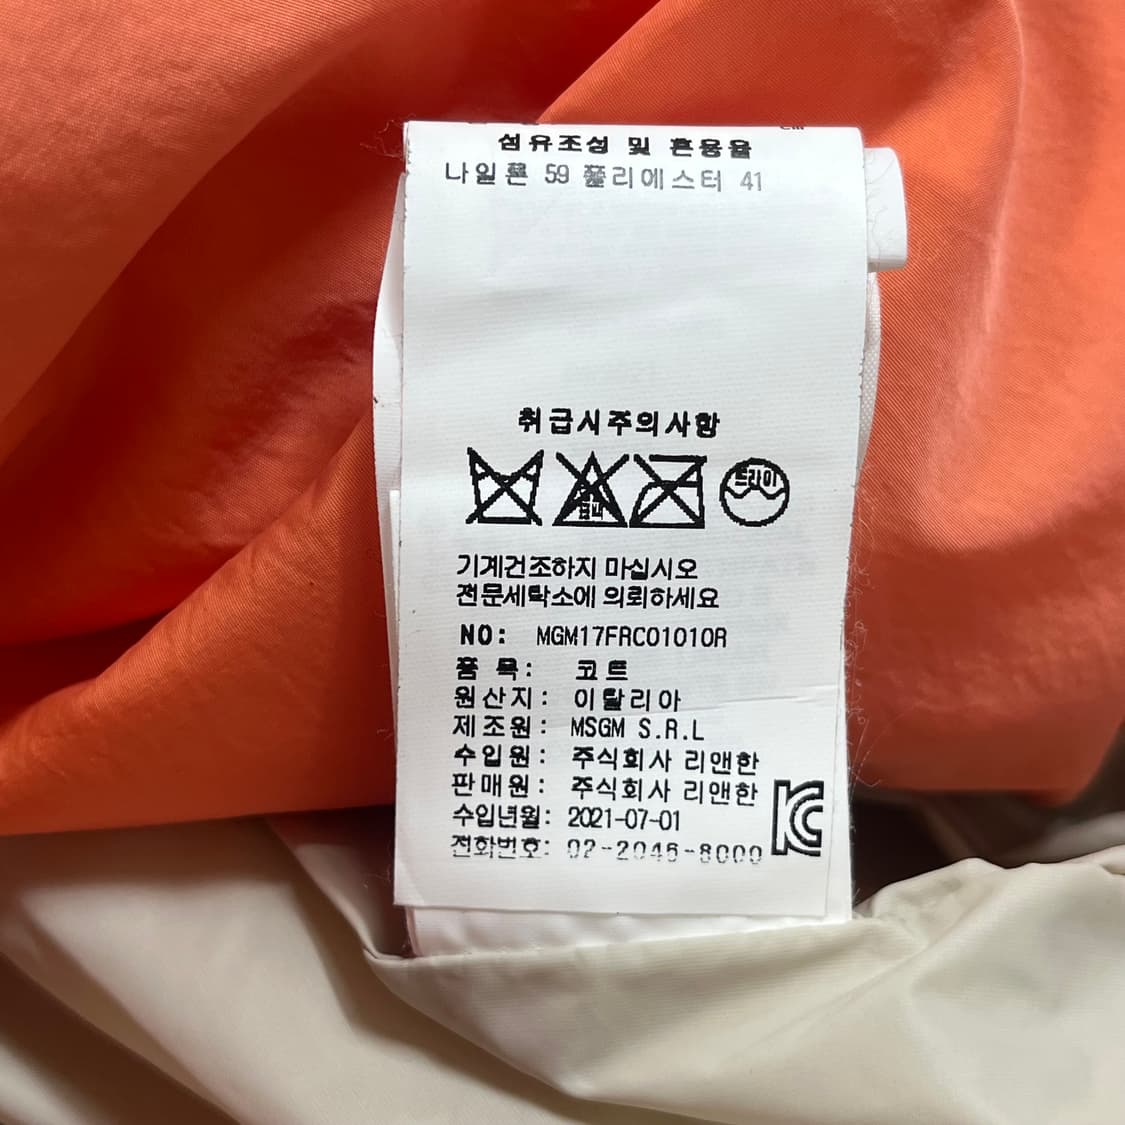 섬유조성 및 혼용율
나일론 59 폴리에스터 41
취급시주의사항
드라이
기계건조하지 마십시오
전문세탁소에 의뢰하세요
NO: MGM17FRC01010R
품 목: 코트
원산지: 이탈리아
제조원: MSGM S.R.L
수입원: 주식회사 리앤한
판매원: 주식회사 리앤한
수입년월: 2021-07-01
전화번호: 02-2046-8000